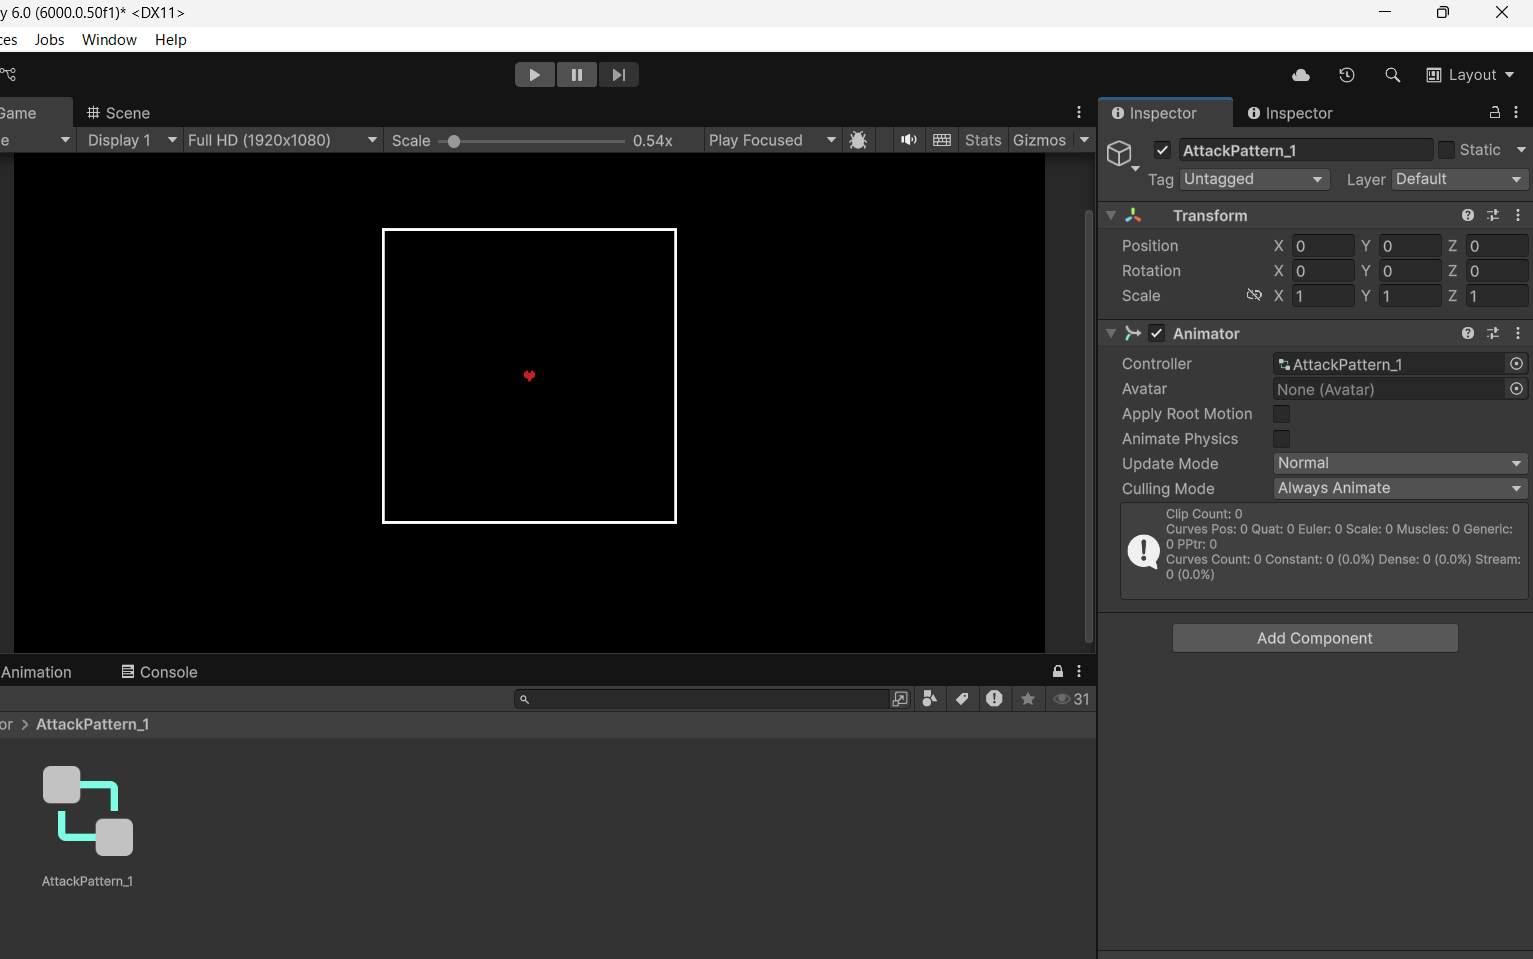 y 6.0 (6000.0.50f1)* <DX11>
ces Jobs Window Help
Layout
Game Scene
e Display 1 Full HD (1920x1080) Scale 0.54x Play Focused Stats Gizmos
Inspector Inspector
AttackPattern_1 Static
Tag Untagged Layer Default
Transform
Position X 0 Y 0 Z 0
Rotation X 0 Y 0 Z 0
Scale X 1 Y 1 Z 1
Animator
Controller AttackPattern_1
Avatar None (Avatar)
Apply Root Motion
Animate Physics
Update Mode Normal
Culling Mode Always Animate
Clip Count: 0
Curves Pos: 0 Quat: 0 Euler: 0 Scale: 0 Muscles: 0 Generic:
0 PPtr: 0
Curves Count: 0 Constant: 0 (0.0%) Dense: 0 (0.0%) Stream:
0 (0.0%)
Add Component
Animation Console
31
or > AttackPattern_1
AttackPattern_1